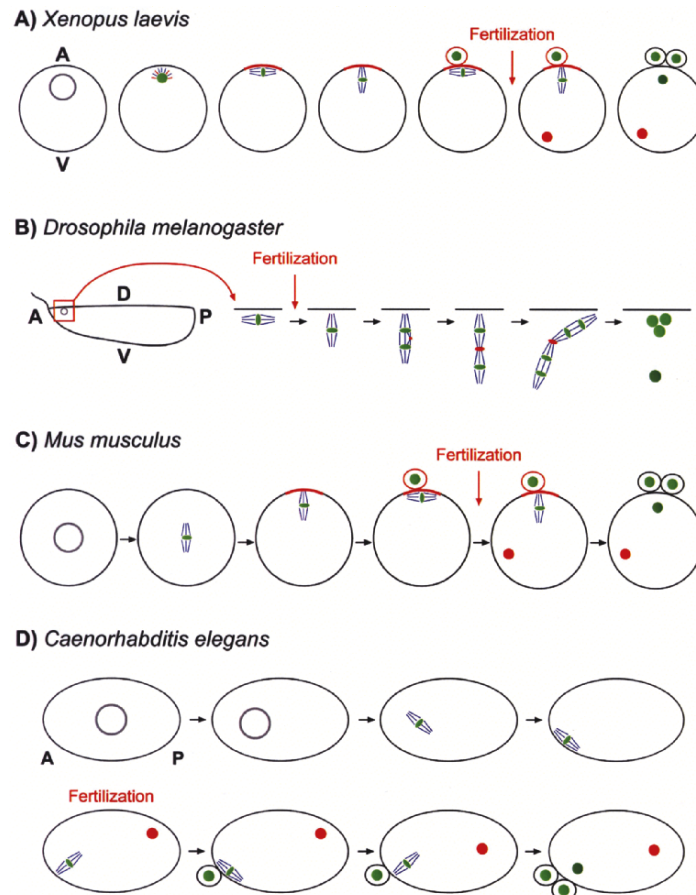 A) Xenopus laevis
Fertilization
A
V
B) Drosophila melanogaster
Fertilization
D
A
P
V
C) Mus musculus
Fertilization
D) Caenorhabditis elegans
A
P
Fertilization